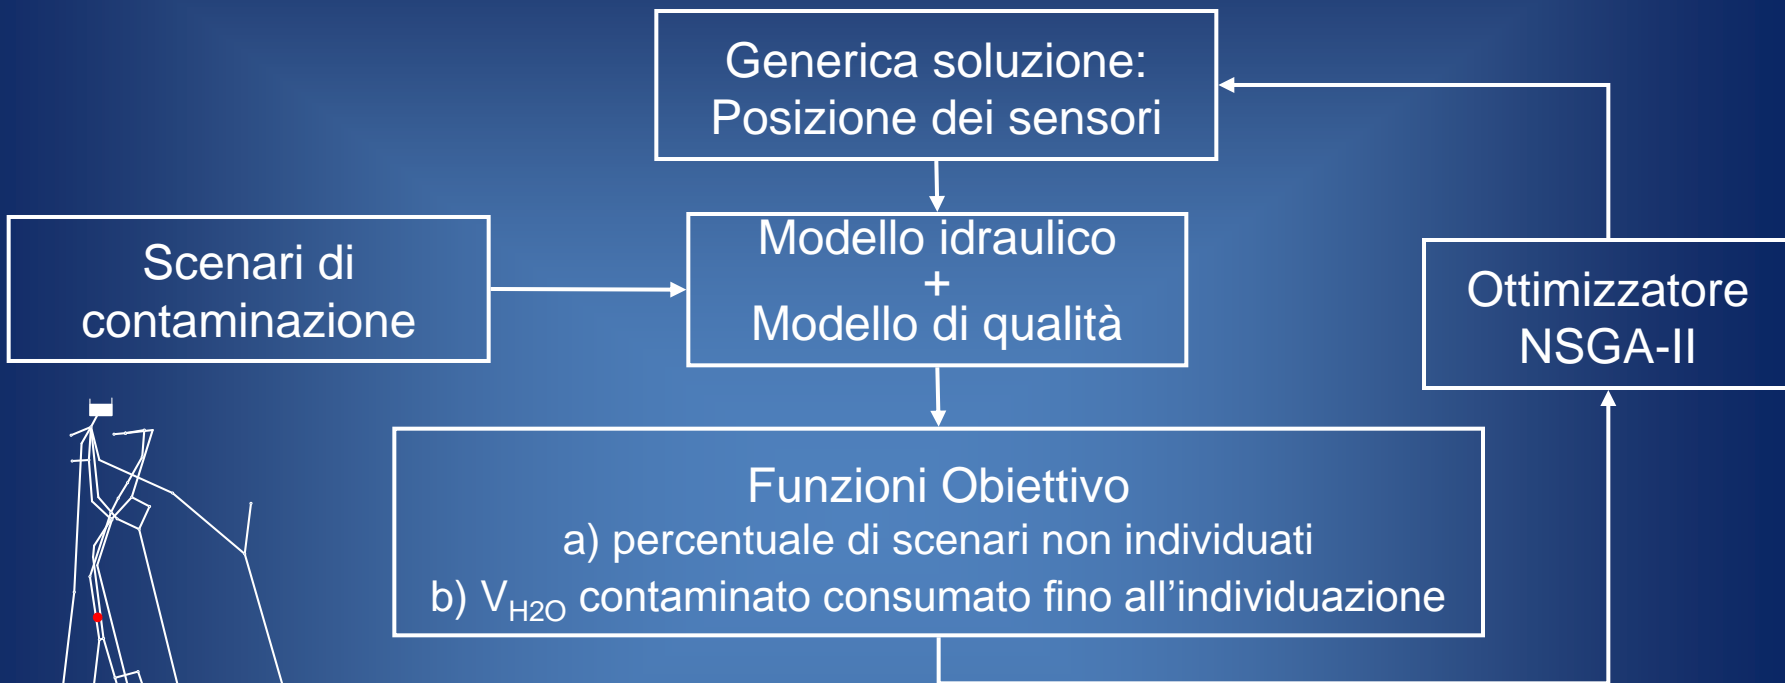 Generica soluzione:
Posizione dei sensori
Scenari di
contaminazione
Modello idraulico
+
Modello di qualità
Ottimizzatore
NSGA-II
Funzioni Obiettivo
a) percentuale di scenari non individuati
b) V_H2O contaminato consumato fino all'individuazione